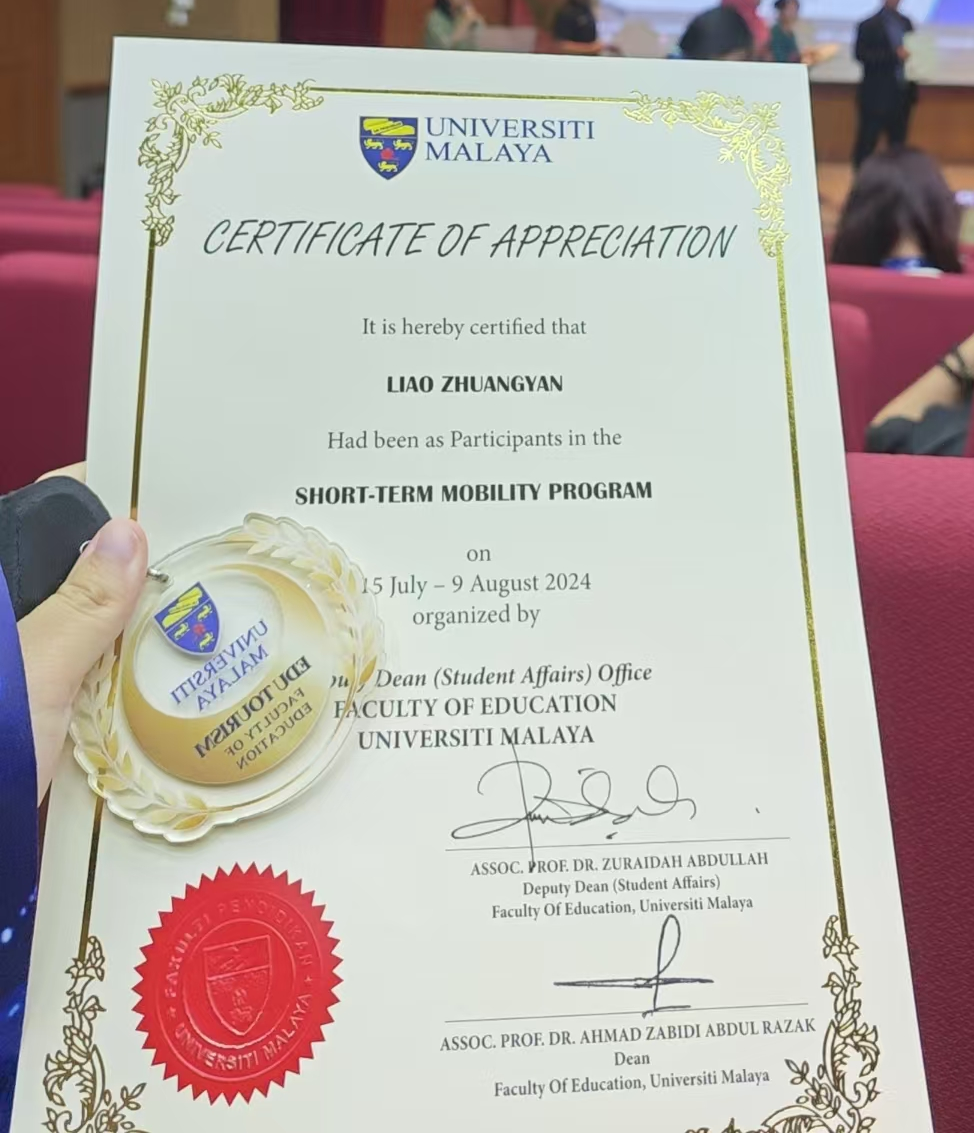 UNIVERSITI
MALAYA
CERTIFICATE OF APPRECIATION
It is hereby certified that
LIAO ZHUANGYAN
Had been as Participants in the
SHORT-TERM MOBILITY PROGRAM
on
15 July – 9 August 2024
organized by
Dean (Student Affairs) Office
FACULTY OF EDUCATION
UNIVERSITI MALAYA
UNIVERSITI
MALAYA
EDU TOURISM
FACULTY OF
EDUCATION
ASSOC. PROF. DR. ZURAIDAH ABDULLAH
Deputy Dean (Student Affairs)
Faculty Of Education, Universiti Malaya
FAKULTI PENDIDIKAN
UNIVERSITI MALAYA
ASSOC. PROF. DR. AHMAD ZABIDI ABDUL RAZAK
Dean
Faculty Of Education, Universiti Malaya